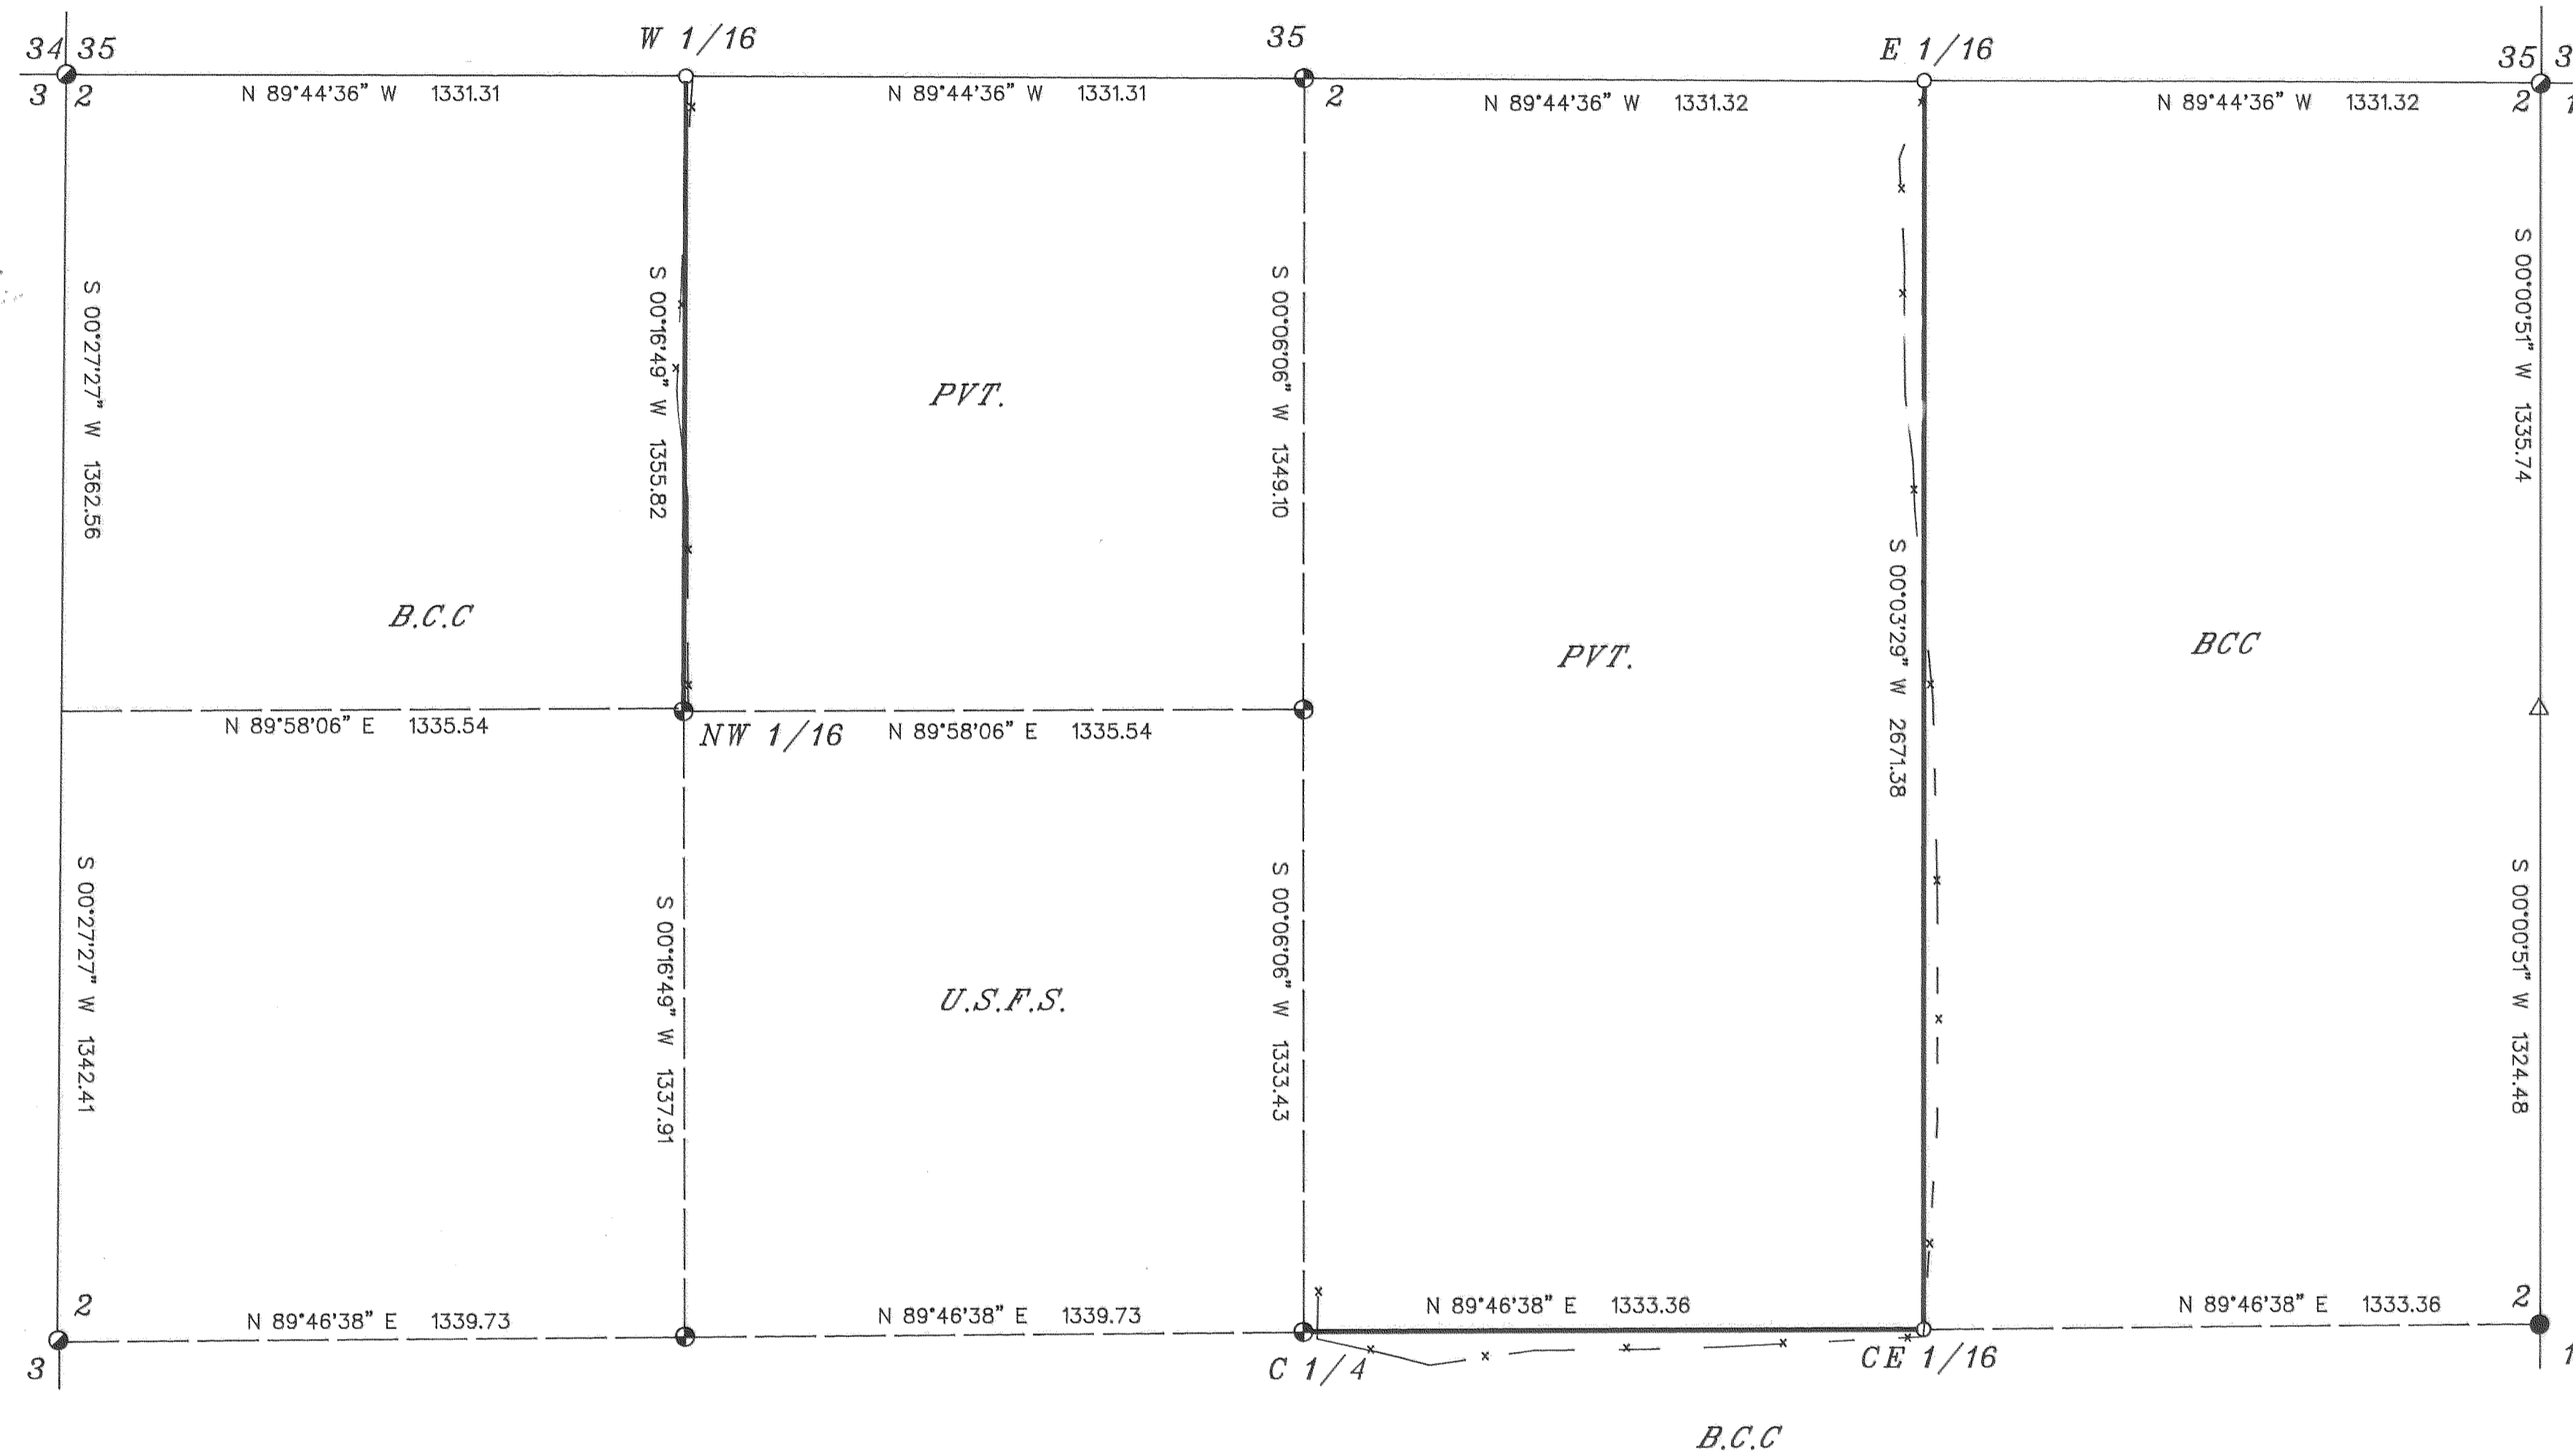 34 35
W 1/16
35
E 1/16
35 3
3 2
N 89°44'36" W 1331.31
N 89°44'36" W 1331.31
2
N 89°44'36" W 1331.32
N 89°44'36" W 1331.32
2 1
S 00°27'27" W 1362.56
S 00°16'49" W 1355.82
PVT.
S 00°06'06" W 1349.10
S 00°03'29" W 2671.38
S 00°00'51" W 1335.74
B.C.C
PVT.
BCC
N 89°58'06" E 1335.54
NW 1/16
N 89°58'06" E 1335.54
S 00°27'27" W 1342.41
S 00°16'49" W 1337.91
U.S.F.S.
S 00°06'06" W 1333.43
S 00°00'51" W 1324.48
2
N 89°46'38" E 1339.73
N 89°46'38" E 1339.73
N 89°46'38" E 1333.36
N 89°46'38" E 1333.36
2
3
C 1/4
CE 1/16
1
B.C.C